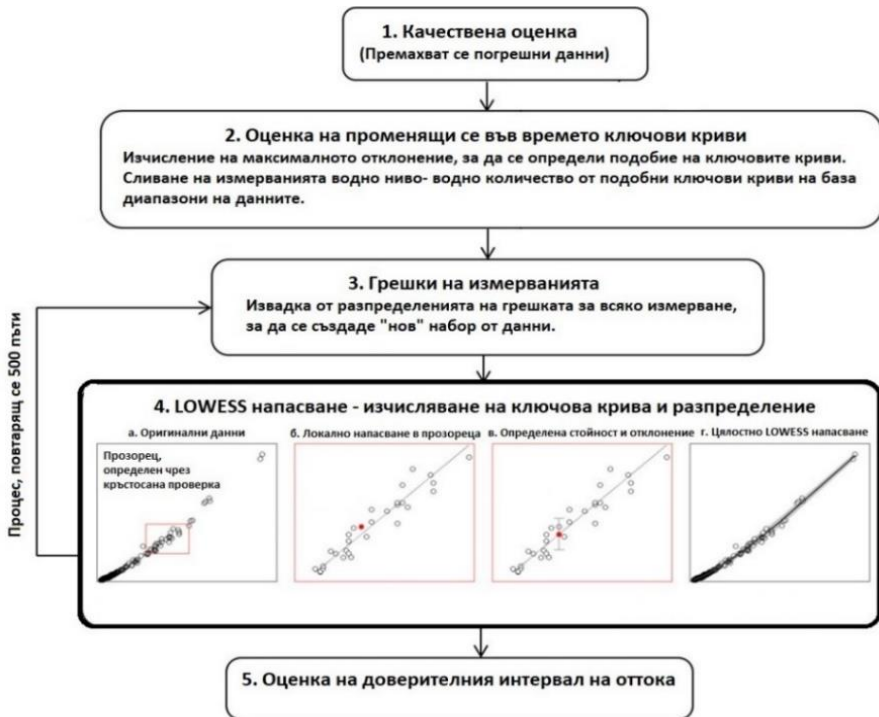 1. Качествена оценка
(Премахват се погрешни данни)
2. Оценка на променящи се във времето ключови криви
Изчисление на максималното отклонение, за да се определи подобие на ключовите криви.
Сливане на измерванията водно ниво- водно количество от подобни ключови криви на база
диапазони на данните.
3. Грешки на измерванията
Извадка от разпределенията на грешката за всяко измерване,
за да се създаде "нов" набор от данни.
Процес, повтарящ се 500 пъти
4. LOWESS напасване - изчисляване на ключова крива и разпределение
а. Оригинални данни
Прозорец,
определен чрез
кръстосана проверка
б. Локално напасване в прозореца
в. Определена стойност и отклонение
г. Цялостно LOWESS напасване
5. Оценка на доверителния интервал на оттока